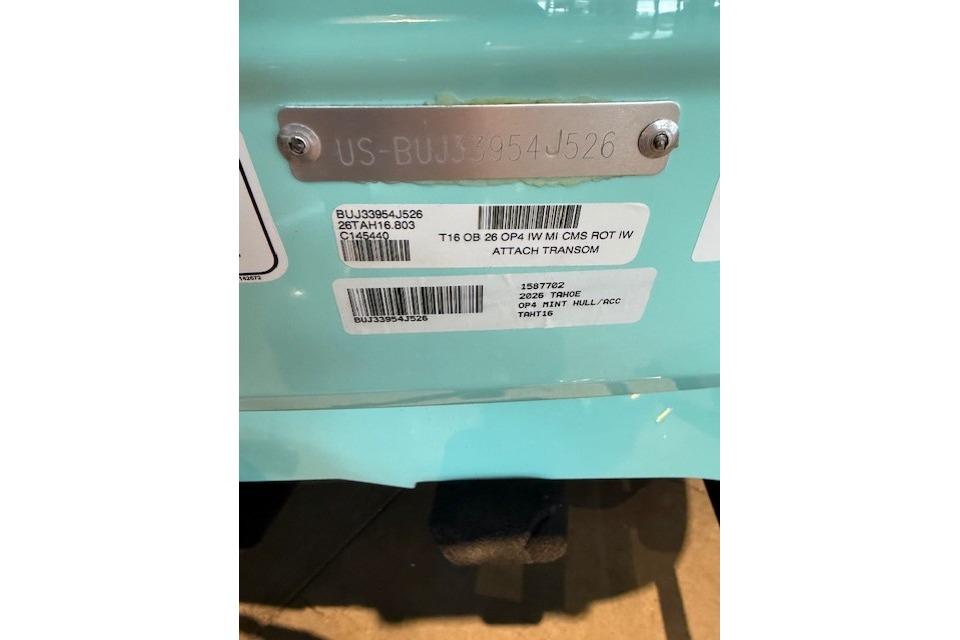 US-BUJ33954J526
BUJ33954J526
26TAH16.803
C145440
T16 OB 26 OP4 IW MI CMS ROT IW
ATTACH TRANSOM
BUJ33954J526
1587702
2026 TAHOE
OP4 MINT HULL/ACC
TAHT16
142672